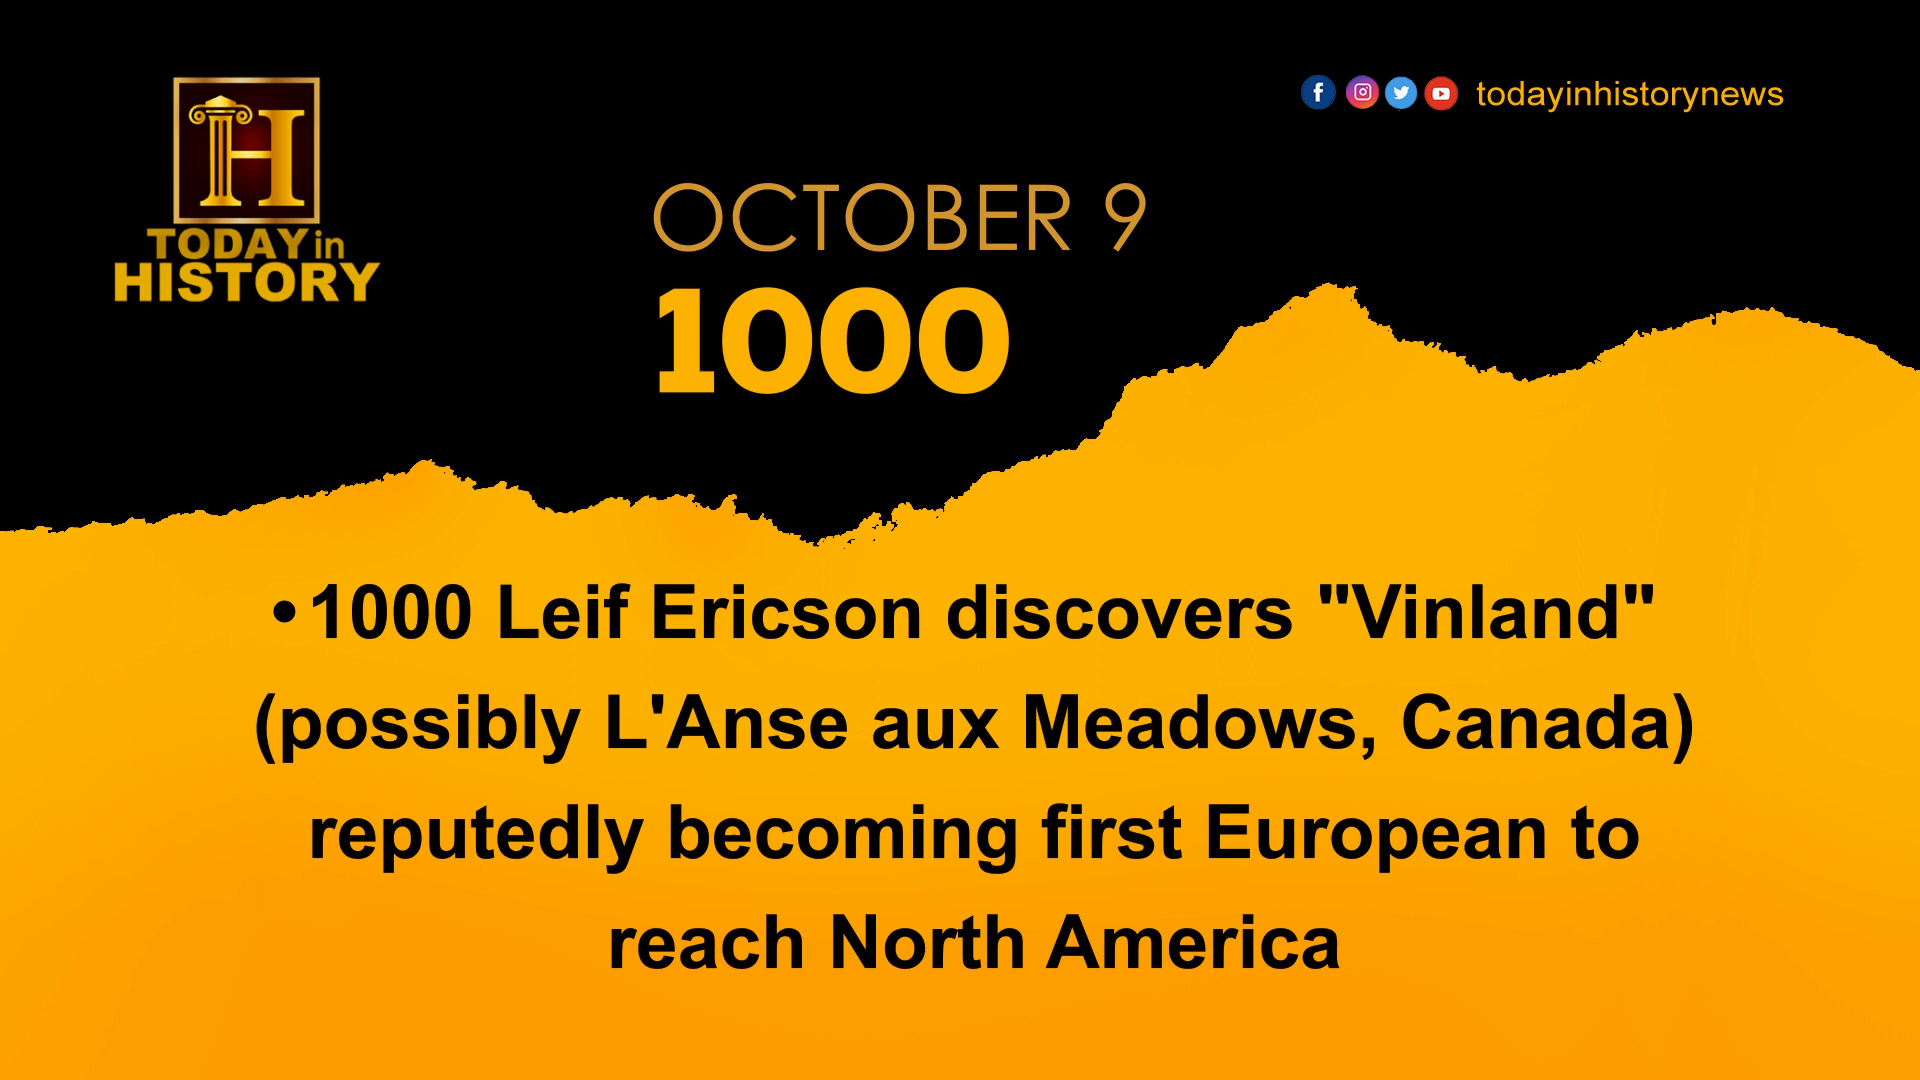 H
TODAY in
HISTORY
todayinhistorynews
OCTOBER 9
1000
•1000 Leif Ericson discovers "Vinland"
(possibly L'Anse aux Meadows, Canada)
reputedly becoming first European to
reach North America